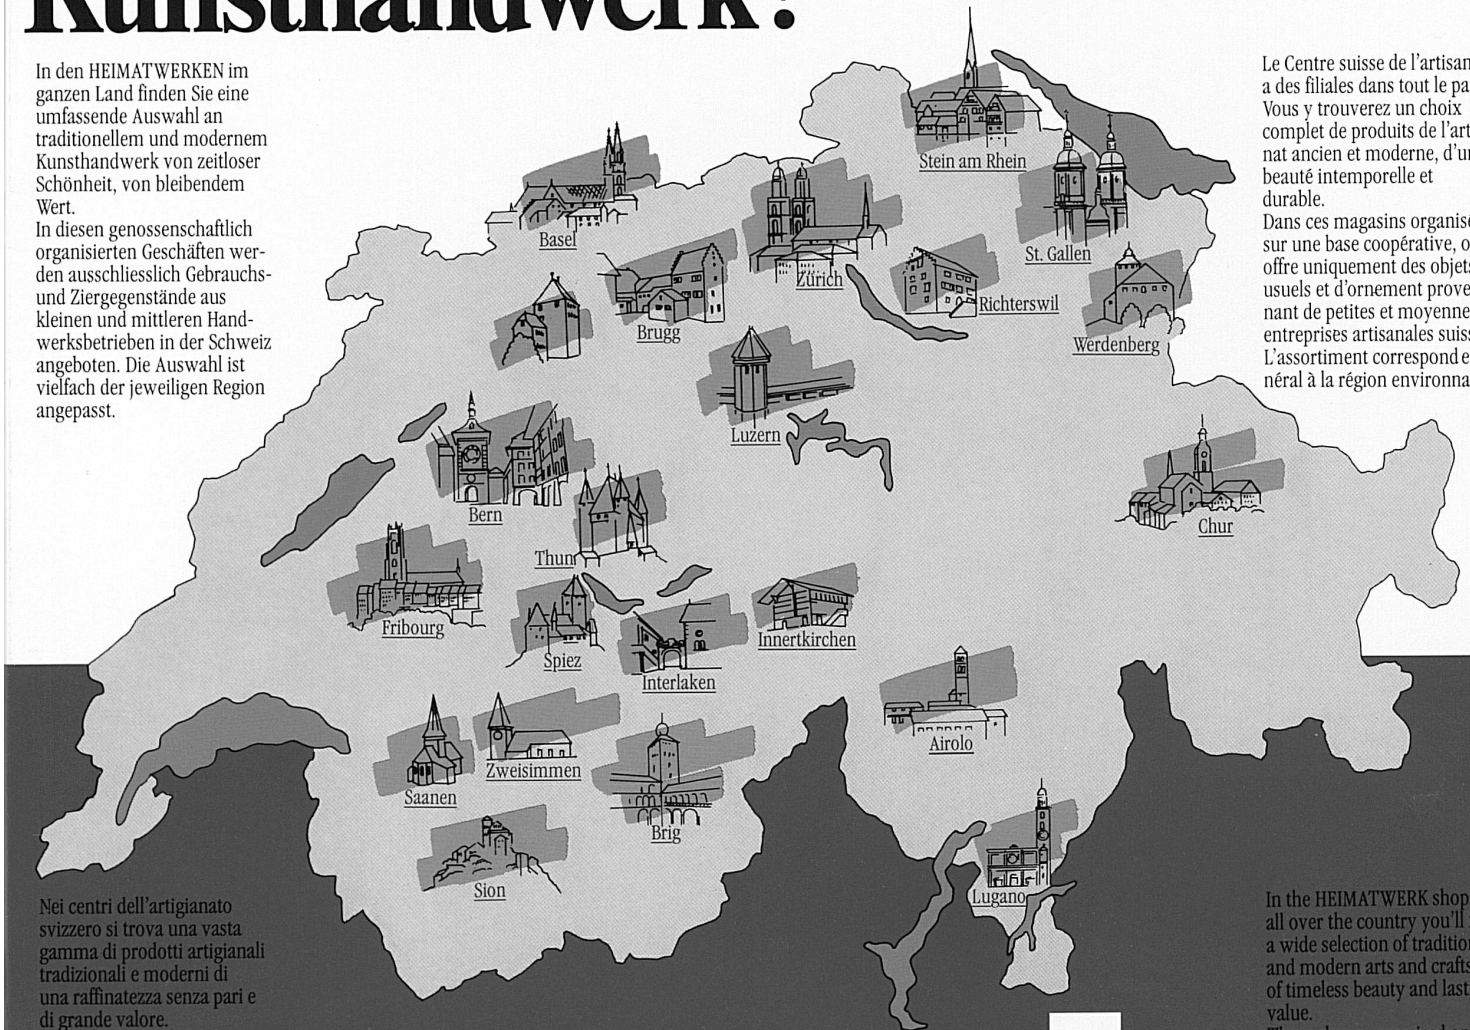 Kunsthandwerk?
In den HEIMATWERKEN im
ganzen Land finden Sie eine
umfassende Auswahl an
traditionellem und modernem
Kunsthandwerk von zeitloser
Schönheit, von bleibendem
Wert.
In diesen genossenschaftlich
organisierten Geschäften wer-
den ausschliesslich Gebrauchs-
und Ziergegenstände aus
kleinen und mittleren Hand-
werksbetrieben in der Schweiz
angeboten. Die Auswahl ist
vielfach der jeweiligen Region
angepasst.
Le Centre suisse de l'artisan
a des filiales dans tout le pa
Vous y trouverez un choix
complet de produits de l'art
nat ancien et moderne, d'u
beauté intemporelle et
durable.
Dans ces magasins organisé
sur une base coopérative, o
offre uniquement des objets
usuels et d'ornement prove
nant de petites et moyenne
entreprises artisanales suiss
L'assortiment correspond e
néral à la région environna
Stein am Rhein
Basel
St. Gallen
Zürich
Richterswil
Brugg
Werdenberg
Luzern
Bern
Chur
Thun
Fribourg
Spiez
Innertkirchen
Interlaken
Airolo
Zweisimmen
Saanen
Brig
Sion
Lugano
Nei centri dell'artigianato
svizzero si trova una vasta
gamma di prodotti artigianali
tradizionali e moderni di
una raffinatezza senza pari e
di grande valore.
In the HEIMATWERK shop
all over the country you'll
a wide selection of traditio
and modern arts and crafts
of timeless beauty and last
value.